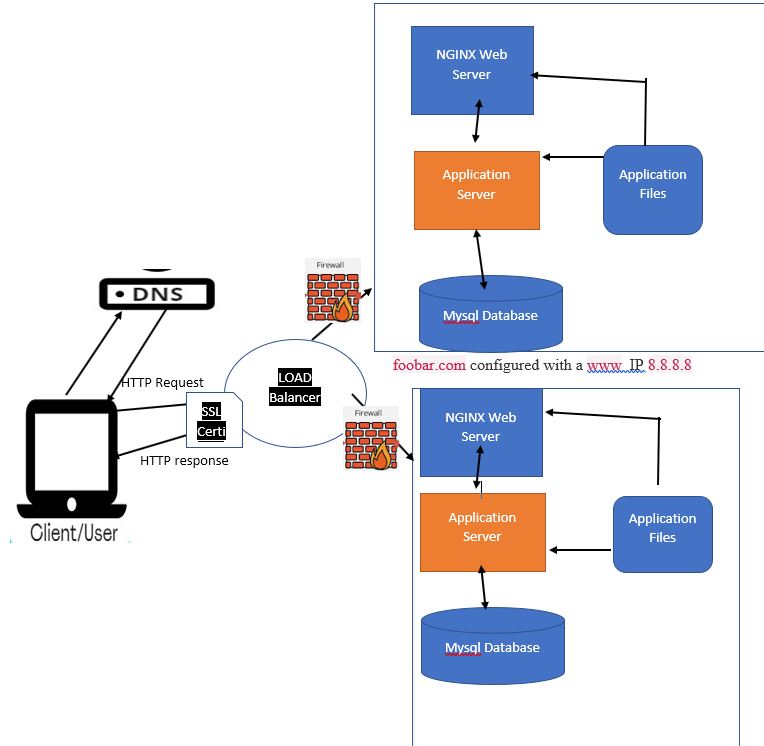 NGINX Web
Server
Application
Server
Application
Files
Mysql Database
foobar.com configured with a www IP 8.8.8.8
DNS
Firewall
HTTP Request
LOAD
Balancer
SSL
Certi
HTTP response
Client/User
Firewall
NGINX Web
Server
Application
Server
Application
Files
Mysql Database